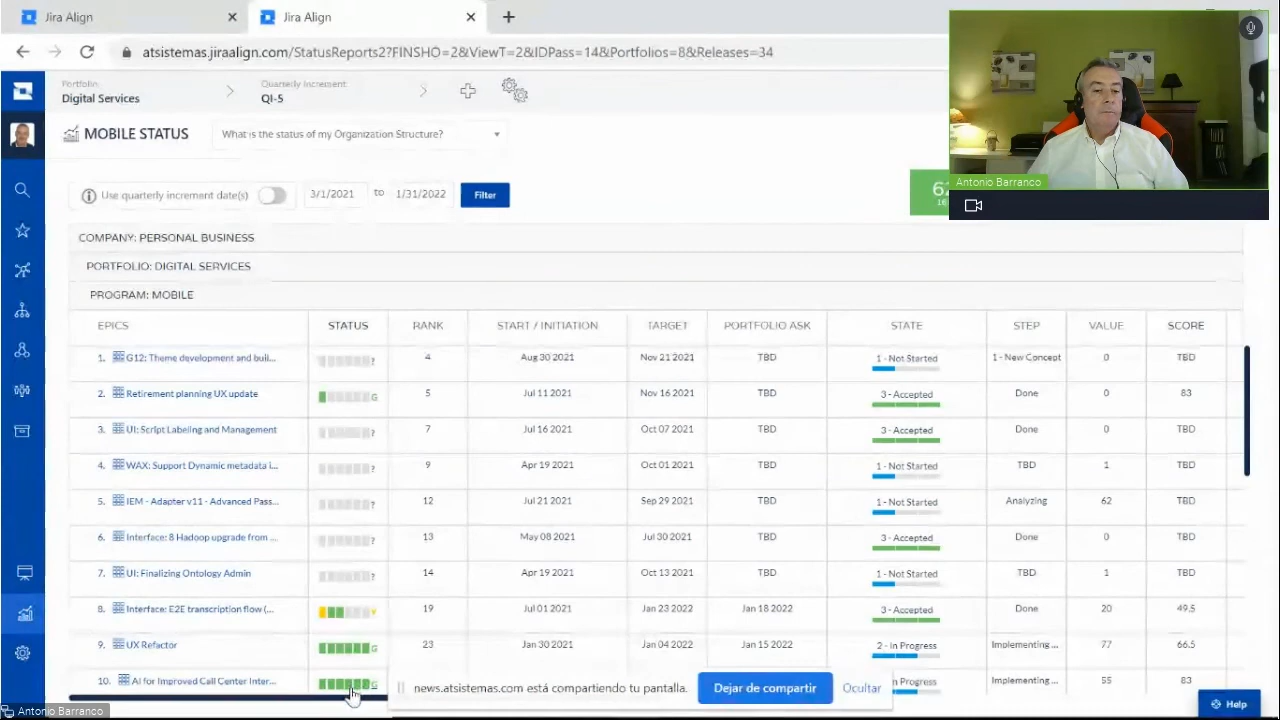 Jira Align
Jira Align
atsistemas.jiraalign.com/StatusReports2?FINSHO=2&ViewT=2&IDPass=14&Portfolios=8&Releases=34
Portfolio
Digital Services
Quarterly Increment
QI-5
MOBILE STATUS
What is the status of my Organization Structure?
Antonio Barranco
Use quarterly increment date(s)
3/1/2021 to 1/31/2022
Filter
COMPANY: PERSONAL BUSINESS
PORTFOLIO: DIGITAL SERVICES
PROGRAM: MOBILE
EPICS STATUS RANK START / INITIATION TARGET PORTFOLIO ASK STATE STEP VALUE SCORE
1. G12: Theme development and buil... ? 4 Aug 30 2021 Nov 21 2021 TBD 1 - Not Started 1 - New Concept 0 TBD
2. Retirement planning UX update G 5 Jul 11 2021 Nov 16 2021 TBD 3 - Accepted Done 0 83
3. UI: Script Labeling and Management ? 7 Jul 16 2021 Oct 07 2021 TBD 3 - Accepted Done 0 TBD
4. WAX: Support Dynamic metadata i... ? 9 Apr 19 2021 Oct 01 2021 TBD 1 - Not Started TBD 1 TBD
5. IEM - Adapter v11 - Advanced Pass... ? 12 Jul 21 2021 Sep 29 2021 TBD 1 - Not Started Analyzing 62 TBD
6. Interface: 8 Hadoop upgrade from ... ? 13 May 08 2021 Jul 30 2021 TBD 3 - Accepted Done 0 TBD
7. UI: Finalizing Ontology Admin ? 14 Apr 19 2021 Oct 13 2021 TBD 1 - Not Started TBD 1 TBD
8. Interface: E2E transcription flow (... Y 19 Jul 01 2021 Jan 23 2022 Jan 18 2022 3 - Accepted Done 20 49.5
9. UX Refactor G 23 Jan 30 2021 Jan 04 2022 Jan 15 2022 2 - In Progress Implementing ... 77 66.5
10. AI for Improved Call Center Inter... G n Progress Implementing ... 55 83
news.atsistemas.com está compartiendo tu pantalla.
Dejar de compartir
Ocultar
Help
Antonio Barranco